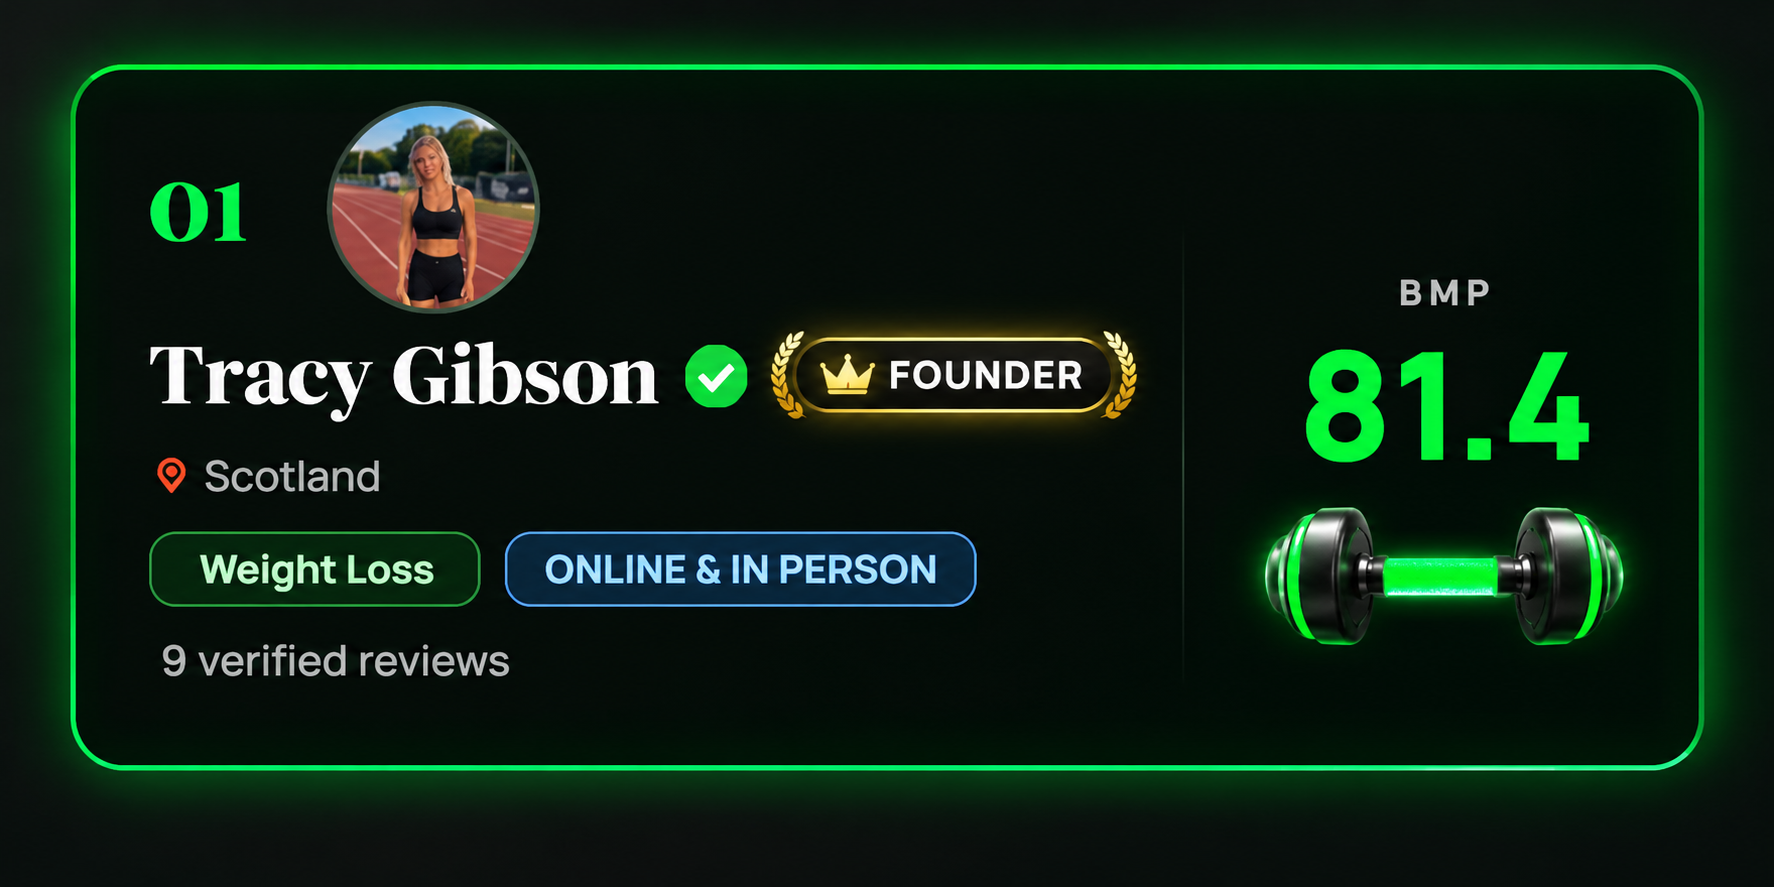 01
Tracy Gibson FOUNDER
Scotland
Weight Loss ONLINE & IN PERSON
9 verified reviews
BMP
81.4